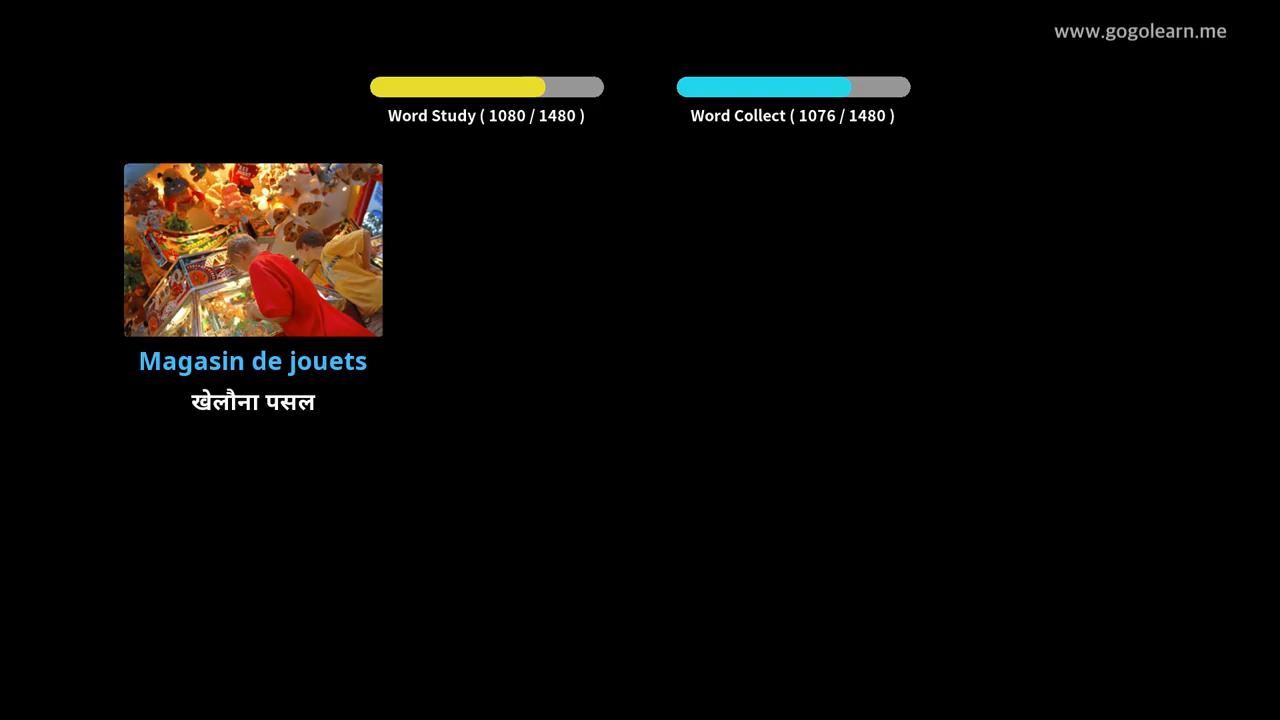 www.gogolearn.me
Word Study ( 1080 / 1480 )
Word Collect ( 1076 / 1480 )
Magasin de jouets
खेलौना पसल